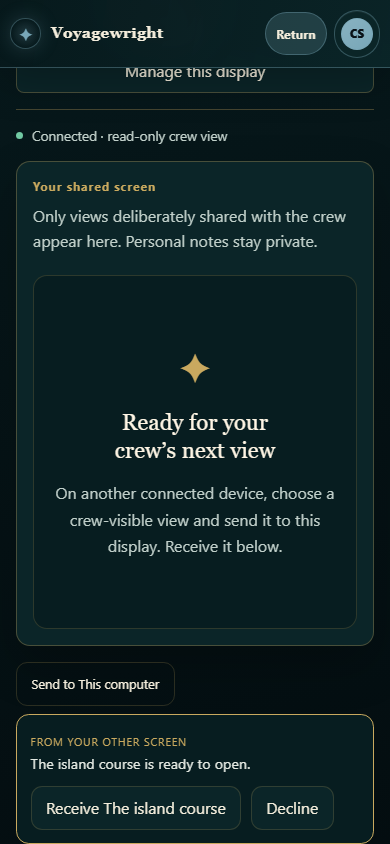 Voyagewright
Return
CS
Manage this display
Connected · read-only crew view
Your shared screen
Only views deliberately shared with the crew
appear here. Personal notes stay private.
Ready for your
crew’s next view
On another connected device, choose a
crew-visible view and send it to this
display. Receive it below.
Send to This computer
FROM YOUR OTHER SCREEN
The island course is ready to open.
Receive The island course
Decline